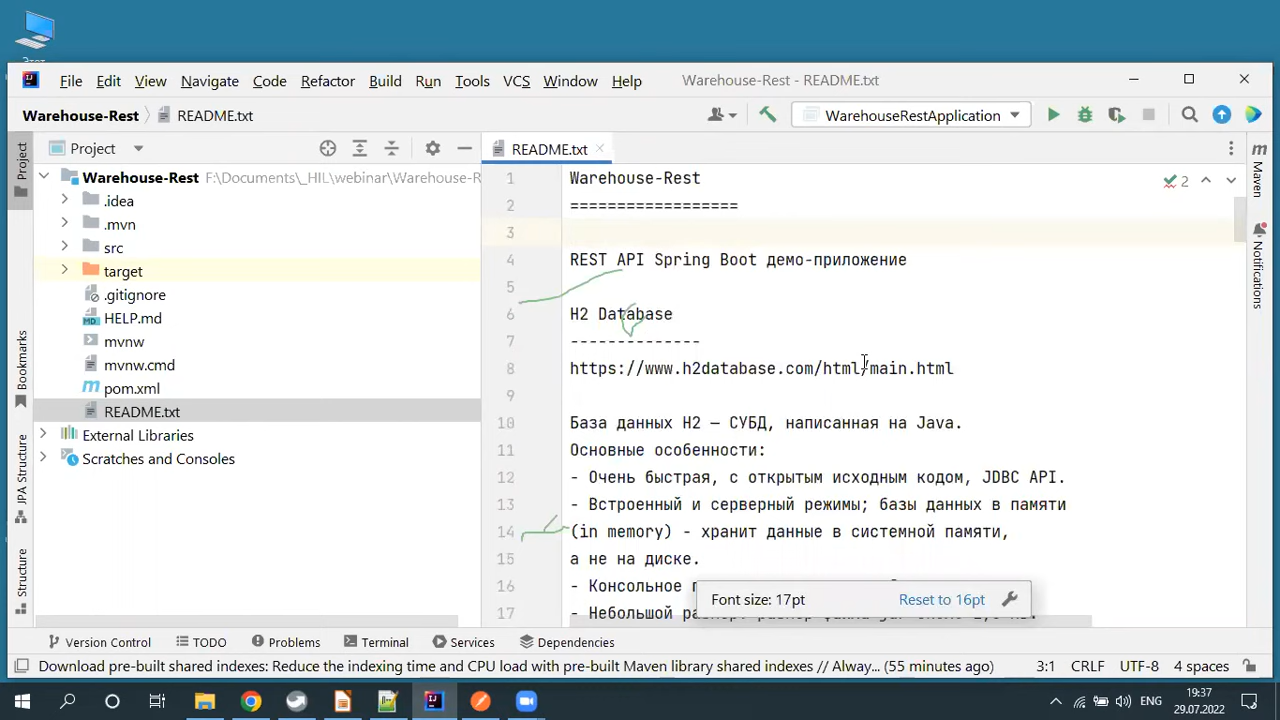 File Edit View Navigate Code Refactor Build Run Tools VCS Window Help Warehouse-Rest - README.txt
Warehouse-Rest README.txt WarehouseRestApplication
Project
README.txt
Warehouse-Rest F:\Documents\_HIL\webinar\Warehouse-R
.idea
.mvn
src
target
.gitignore
HELP.md
mvnw
mvnw.cmd
pom.xml
README.txt
External Libraries
Scratches and Consoles
Project
Bookmarks
JPA Structure
Structure
1 Warehouse-Rest
2 ==================
3
4 REST API Spring Boot демо-приложение
5
6 H2 Database
7 --------------
8 https://www.h2database.com/html/main.html
9
10 База данных H2 – СУБД, написанная на Java.
11 Основные особенности:
12 - Очень быстрая, с открытым исходным кодом, JDBC API.
13 - Встроенный и серверный режимы; базы данных в памяти
14 (in memory) - хранит данные в системной памяти,
15 а не на диске.
16 - Консольное
17 - Небольшой
2
Maven
Notifications
Font size: 17pt Reset to 16pt
Version Control TODO Problems Terminal Services Dependencies
Download pre-built shared indexes: Reduce the indexing time and CPU load with pre-built Maven library shared indexes // Alway... (55 minutes ago) 3:1 CRLF UTF-8 4 spaces
ENG
19:37
29.07.2022